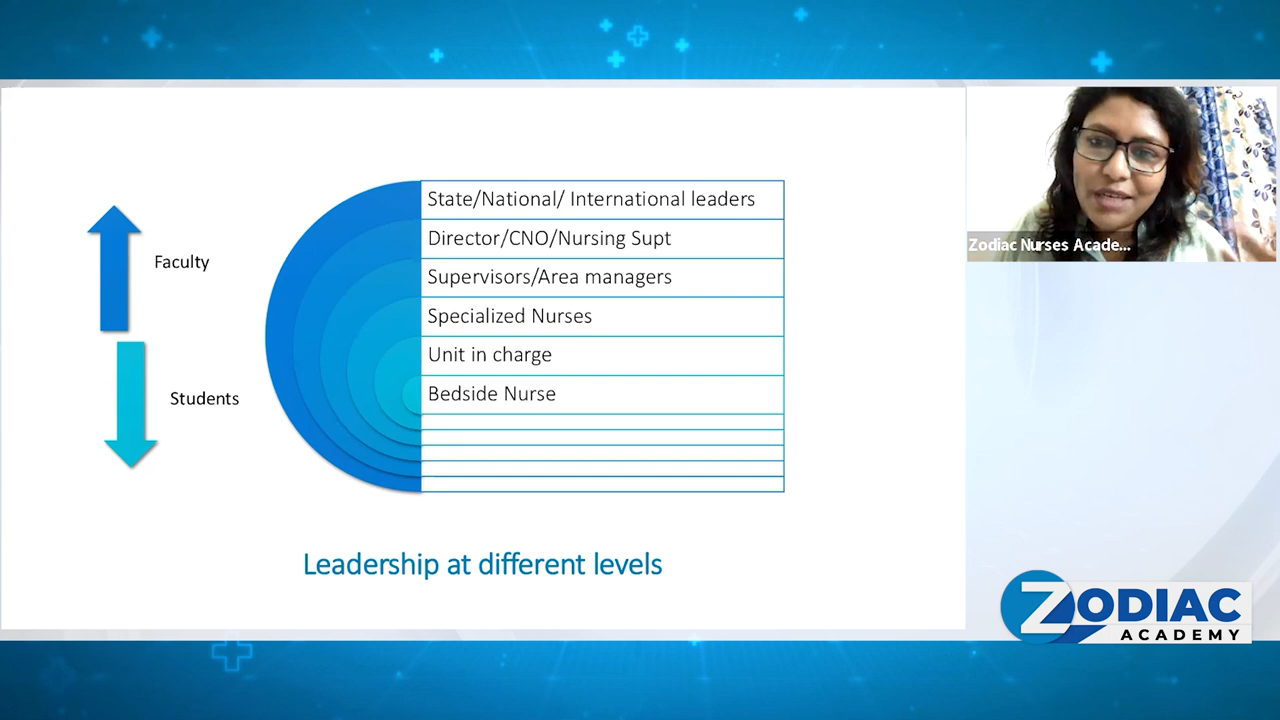 State/National/ International leaders
Director/CNO/Nursing Supt
Supervisors/Area managers
Specialized Nurses
Unit in charge
Bedside Nurse
Faculty
Students
Leadership at different levels
Zodiac Nurses Acade...
ZODIAC
ACADEMY